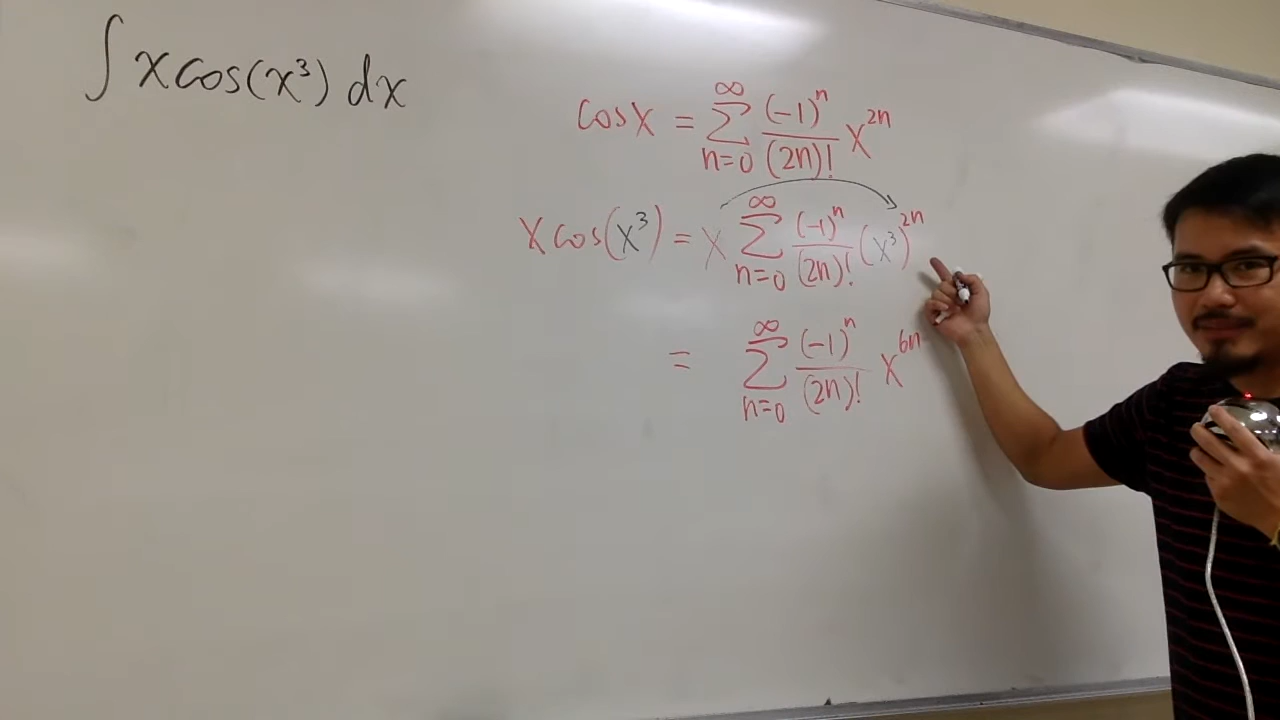 ∫ x cos(x³) dx
cos x = ∑_{n=0}^{∞} (-1)ⁿ/(2n)! x^{2n}
x cos(x³) = x ∑_{n=0}^{∞} (-1)ⁿ/(2n)! (x³)^{2n}
= ∑_{n=0}^{∞} (-1)ⁿ/(2n)! x^{6n}